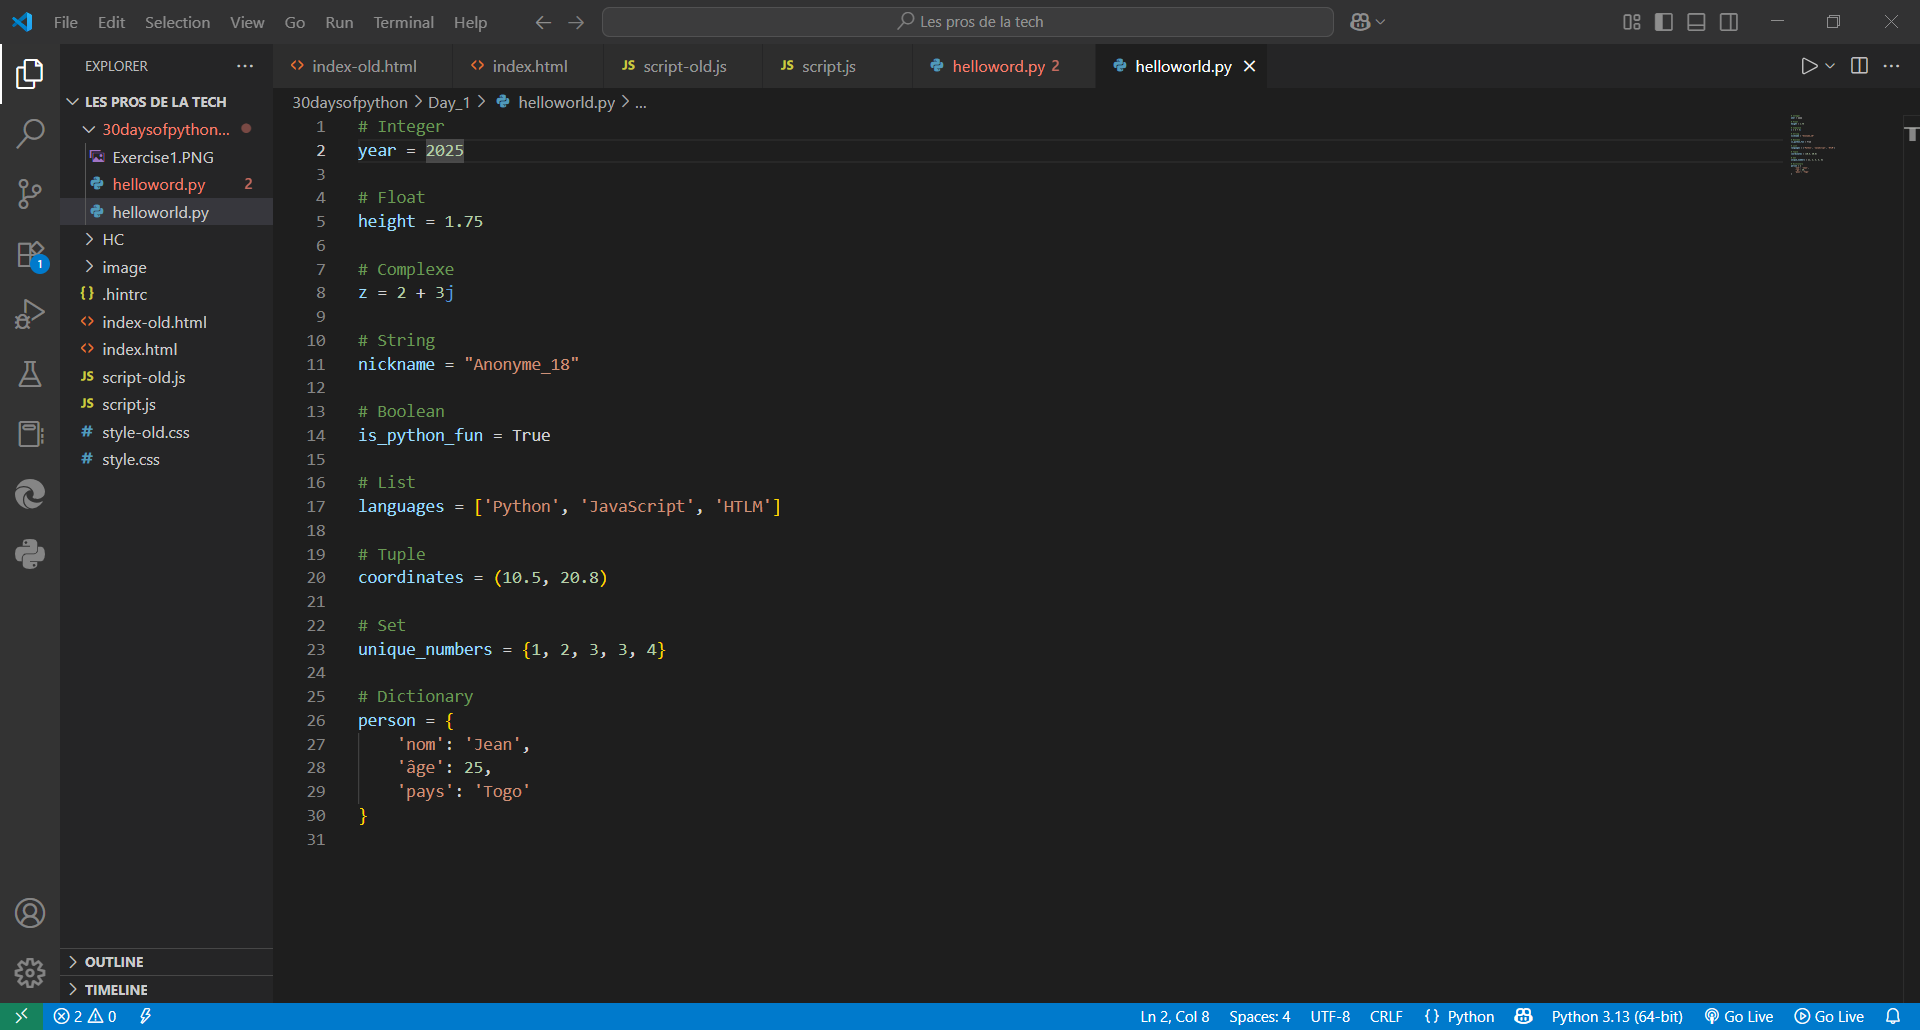 File Edit Selection View Go Run Terminal Help
Les pros de la tech
EXPLORER
LES PROS DE LA TECH
30daysofpython...
Exercise1.PNG
helloword.py 2
helloworld.py
HC
image
.hintrc
index-old.html
index.html
script-old.js
script.js
style-old.css
style.css
OUTLINE
TIMELINE
1
index-old.html index.html script-old.js script.js helloword.py 2 helloworld.py
30daysofpython > Day_1 > helloworld.py > ...
1 # Integer
2 year = 2025
3
4 # Float
5 height = 1.75
6
7 # Complexe
8 z = 2 + 3j
9
10 # String
11 nickname = "Anonyme_18"
12
13 # Boolean
14 is_python_fun = True
15
16 # List
17 languages = ['Python', 'JavaScript', 'HTLM']
18
19 # Tuple
20 coordinates = (10.5, 20.8)
21
22 # Set
23 unique_numbers = {1, 2, 3, 3, 4}
24
25 # Dictionary
26 person = {
27 'nom': 'Jean',
28 'âge': 25,
29 'pays': 'Togo'
30 }
31
2 0 Ln 2, Col 8 Spaces: 4 UTF-8 CRLF {} Python Python 3.13 (64-bit) Go Live Go Live